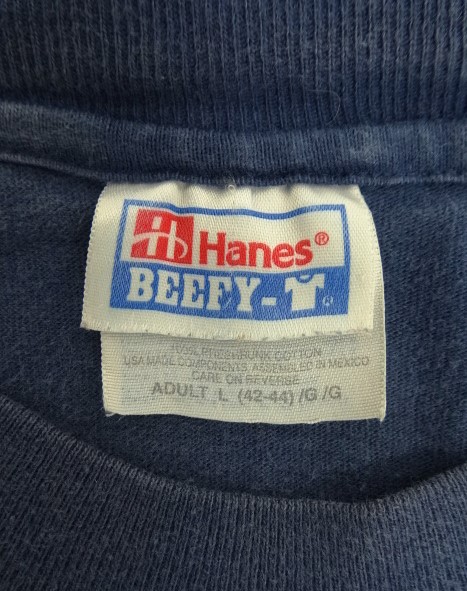 Hanes®
BEEFY-T®
100% PRESHRUNK COTTON
USA MADE COMPONENTS, ASSEMBLED IN MEXICO
CARE ON REVERSE
ADULT L (42-44) /G /G